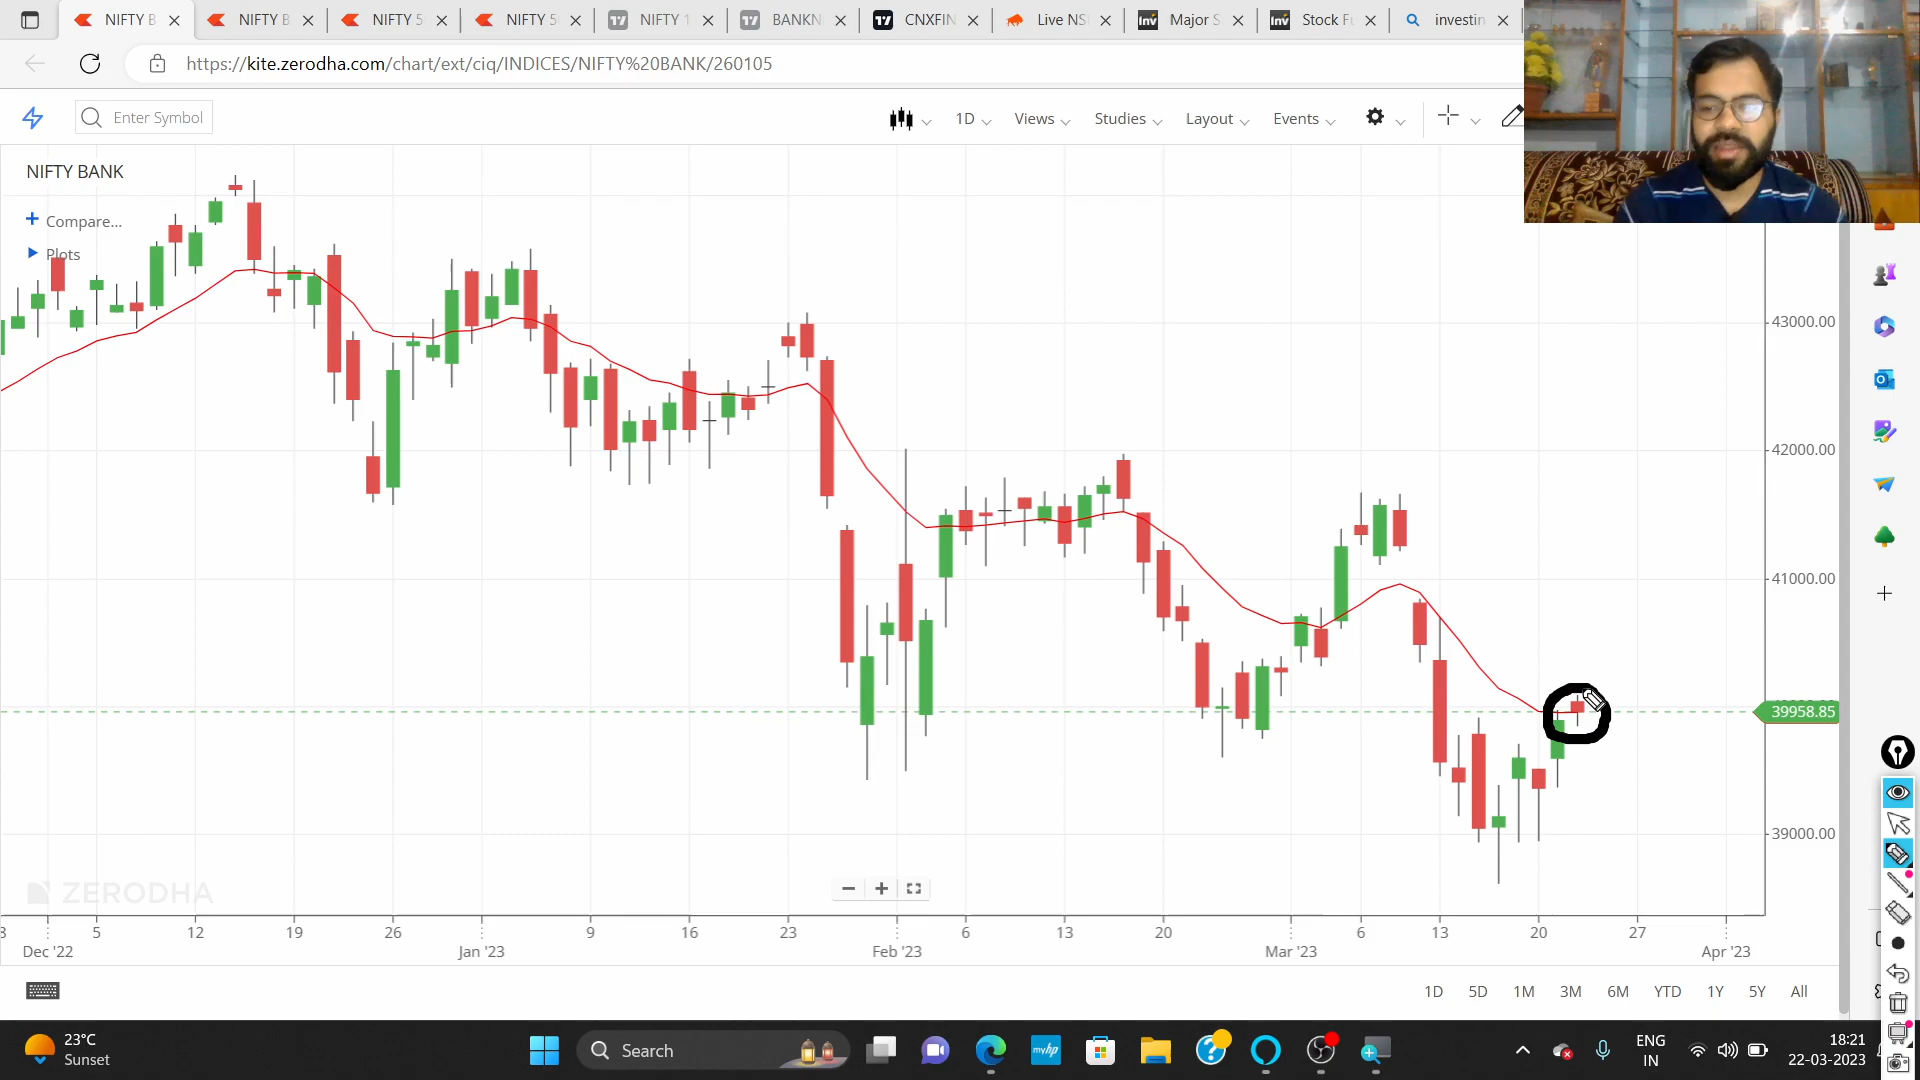 NIFTY B
NIFTY B
NIFTY 5
NIFTY 5
NIFTY 1
BANKN
CNXFIN
Live NS
Inv
Major S
Inv
Stock Fu
investin
https://kite.zerodha.com/chart/ext/ciq/INDICES/NIFTY%20BANK/260105
Enter Symbol
1D
Views
Studies
Layout
Events
NIFTY BANK
Compare...
Plots
43000.00
42000.00
41000.00
39958.85
39000.00
ZERODHA
5
12
19
26
9
16
23
6
13
20
6
13
20
27
Dec '22
Jan '23
Feb '23
Mar '23
Apr '23
1D
5D
1M
3M
6M
YTD
1Y
5Y
All
23°C
Sunset
Search
myhp
ENG
IN
18:21
22-03-2023